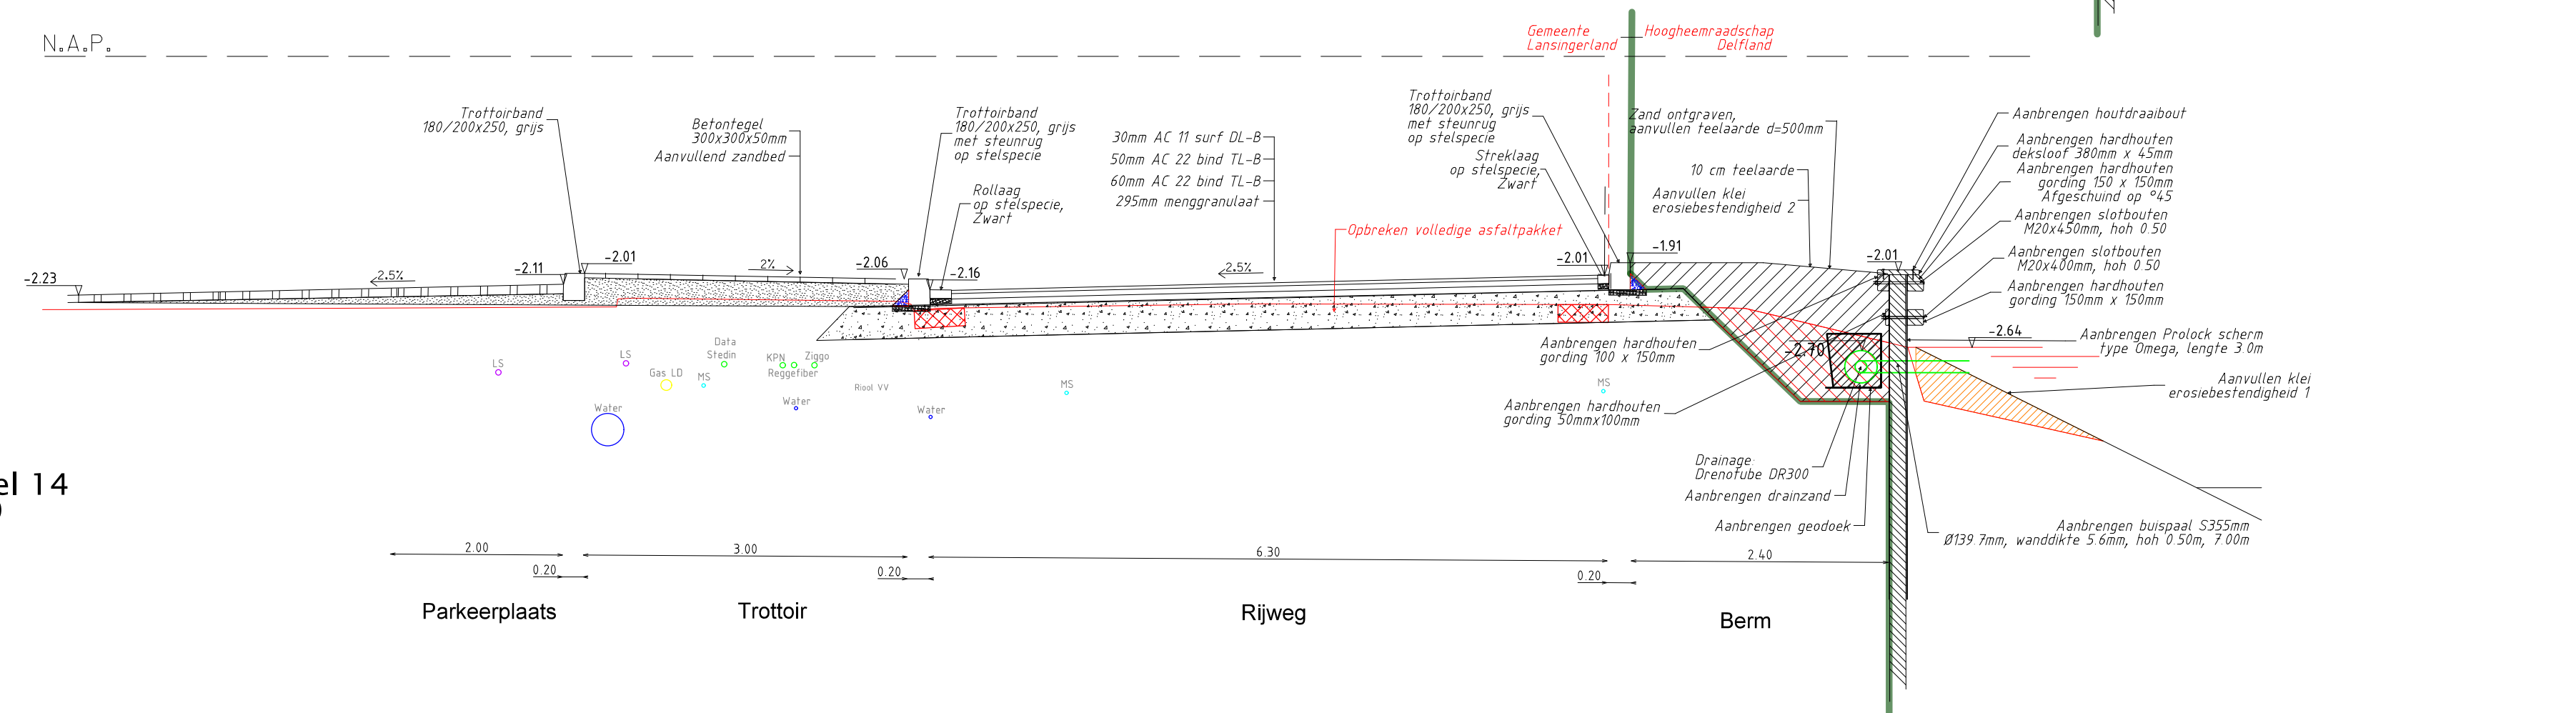 N.A.P.
Gemeente
Lansingerland
Hoogheemraadschap
Delfland
Trottoirband
180/200x250, grijs
Betontegel
300x300x50mm
Aanvullend zandbed
Trottoirband
180/200x250, grijs
met steunrug
op stelspecie
Rollaag
op stelspecie,
Zwart
30mm AC 11 surf DL-B
50mm AC 22 bind TL-B
60mm AC 22 bind TL-B
295mm menggranulaat
Opbreken volledige asfaltpakket
Trottoirband
180/200x250, grijs
met steunrug
op stelspecie
Streklaag
op stelspecie,
Zwart
Zand ontgraven,
aanvullen teelaarde d=500mm
10 cm teelaarde
Aanvullen klei
erosiebestendigheid 2
Aanbrengen houtdraaibout
Aanbrengen hardhouten
deksloof 380mm x 45mm
Aanbrengen hardhouten
gording 150 x 150mm
Afgeschuind op °45
Aanbrengen slotbouten
M20x450mm, hoh 0.50
Aanbrengen slotbouten
M20x400mm, hoh 0.50
Aanbrengen hardhouten
gording 150mm x 150mm
-2.23
2.5%
-2.11
-2.01
2%
-2.06
-2.16
2.5%
-2.01
-1.91
-2.01
-2.64
-2.70
Aanbrengen Prolock scherm
type Omega, lengte 3.0m
Aanvullen klei
erosiebestendigheid 1
Aanbrengen hardhouten
gording 100 x 150mm
Aanbrengen hardhouten
gording 50mmx100mm
LS
LS
Gas LD
MS
Data
Stedin
KPN
Ziggo
Reggefiber
Riool VV
Water
Water
Water
MS
MS
Drainage:
Drenotube DR300
Aanbrengen drainzand
Aanbrengen geodoek
Aanbrengen buispaal S355mm
Ø139.7mm, wanddikte 5.6mm, hoh 0.50m, 7.00m
el 14
)
2.00
0.20
3.00
0.20
6.30
0.20
2.40
Parkeerplaats
Trottoir
Rijweg
Berm